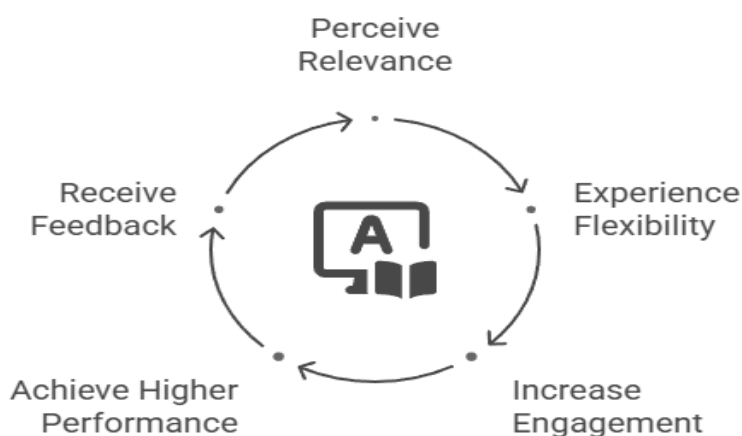 Perceive
Relevance
Experience
Flexibility
Increase
Engagement
Achieve Higher
Performance
Receive
Feedback
A